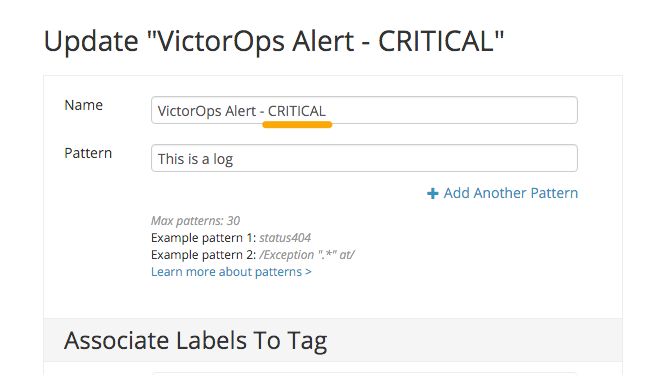 Update "VictorOps Alert - CRITICAL"
Name
VictorOps Alert - CRITICAL
Pattern
This is a log
+ Add Another Pattern
Max patterns: 30
Example pattern 1: status404
Example pattern 2: /Exception ".*" at/
Learn more about patterns >
Associate Labels To Tag